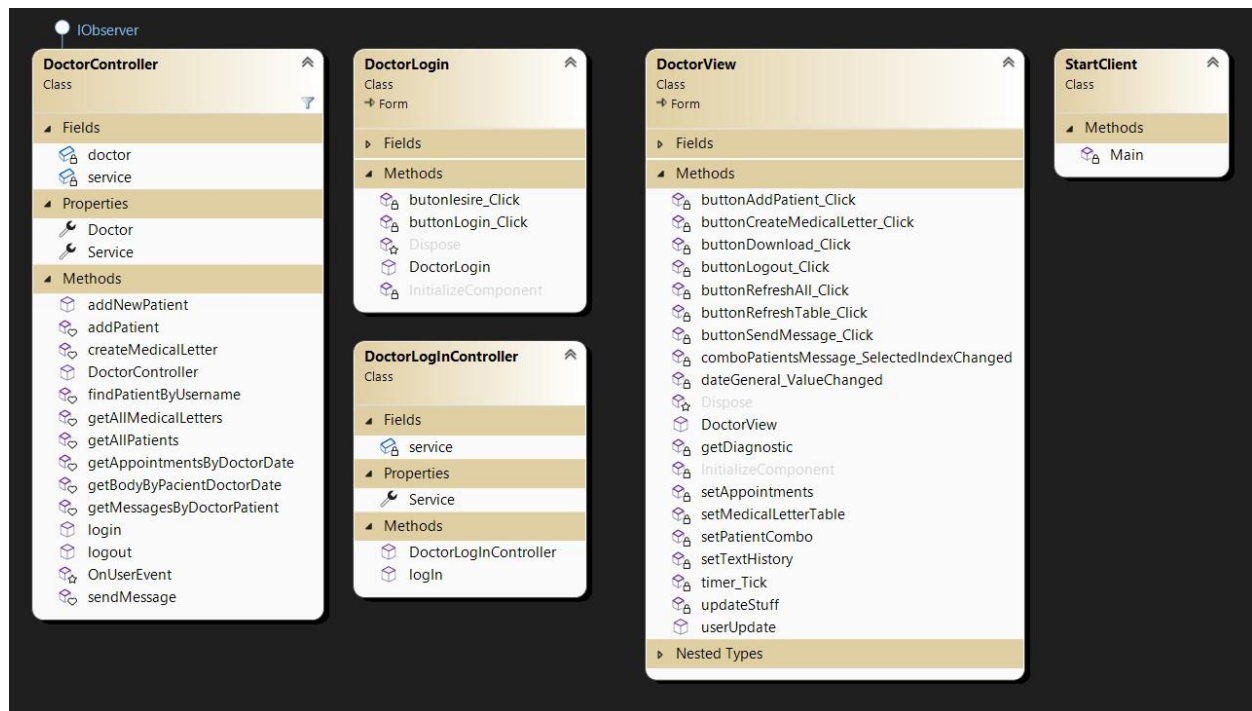 IObserver
DoctorController
Class
Fields
doctor
service
Properties
Doctor
Service
Methods
addNewPatient
addPatient
createMedicalLetter
DoctorController
findPatientByUsername
getAllMedicalLetters
getAllPatients
getAppointmentsByDoctorDate
getBodyByPacientDoctorDate
getMessagesByDoctorPatient
login
logout
OnUserEvent
sendMessage
DoctorLogin
Class
Form
Fields
Methods
butonIesire_Click
buttonLogin_Click
Dispose
DoctorLogin
InitializeComponent
DoctorLogInController
Class
Fields
service
Properties
Service
Methods
DoctorLogInController
logIn
DoctorView
Class
Form
Fields
Methods
buttonAddPatient_Click
buttonCreateMedicalLetter_Click
buttonDownload_Click
buttonLogout_Click
buttonRefreshAll_Click
buttonRefreshTable_Click
buttonSendMessage_Click
comboPatientsMessage_SelectedIndexChanged
dateGeneral_ValueChanged
Dispose
DoctorView
getDiagnostic
InitializeComponent
setAppointments
setMedicalLetterTable
setPatientCombo
setTextHistory
timer_Tick
updateStuff
userUpdate
Nested Types
StartClient
Class
Methods
Main